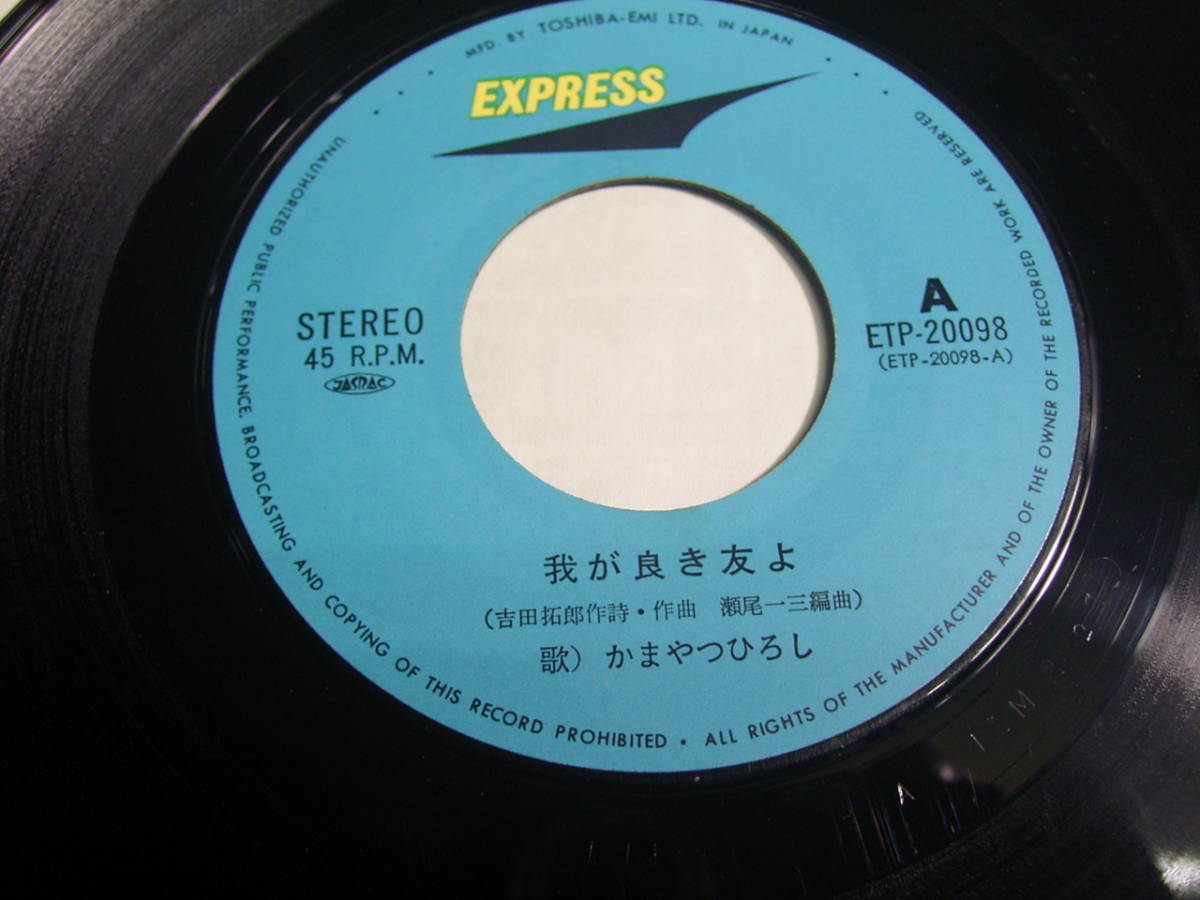 MFD. BY TOSHIBA-EMI LTD. IN JAPAN
EXPRESS
STEREO
45 R.P.M.
JASRAC
A
ETP-20098
(ETP-20098-A)
我が良き友よ
(吉田拓郎作詩・作曲 瀬尾一三編曲)
歌) かまやつひろし
UNAUTHORIZED PUBLIC PERFORMANCE, BROADCASTING AND COPYING OF THIS RECORD PROHIBITED • ALL RIGHTS OF THE MANUFACTURER AND OF THE OWNER OF THE RECORDED WORK ARE RESERVED